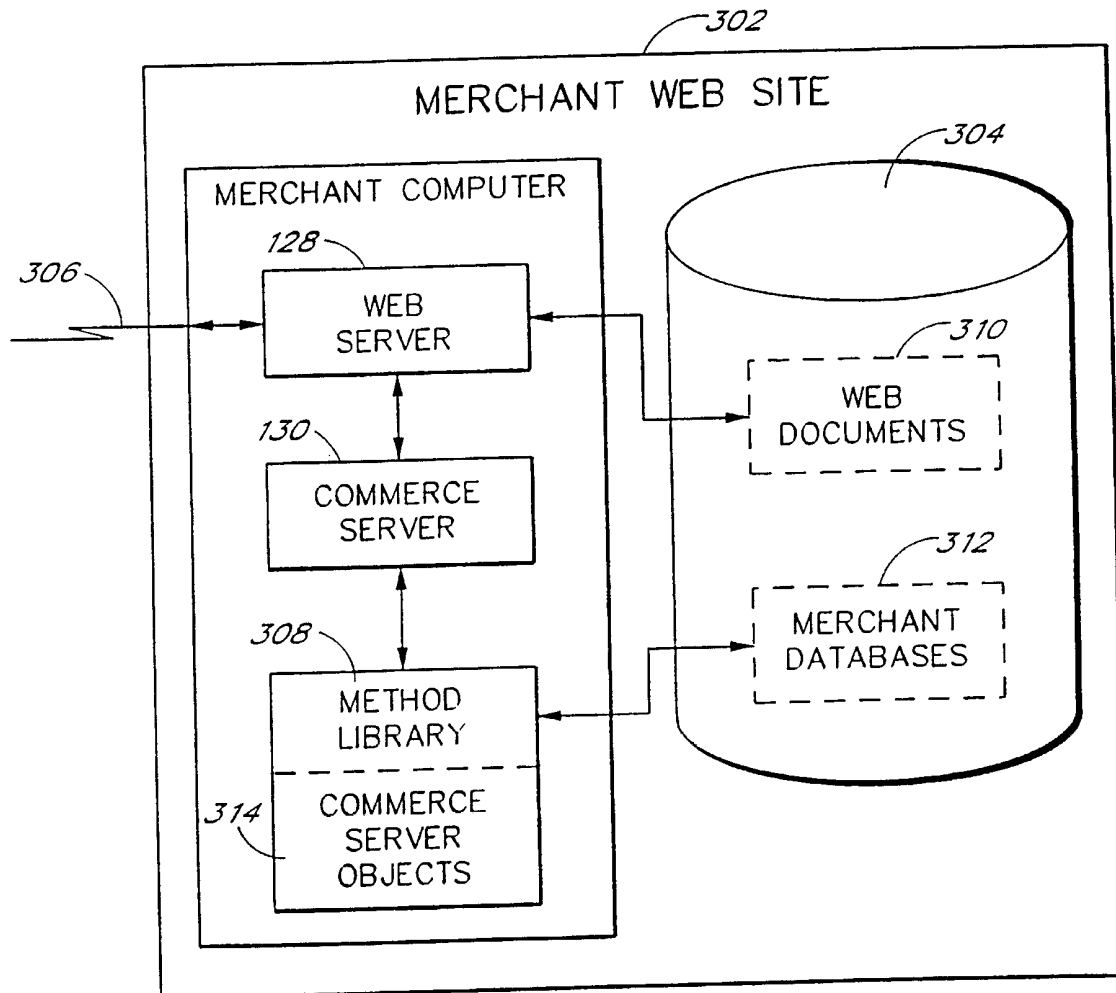 302
MERCHANT WEB SITE
304
MERCHANT COMPUTER
128
306
WEB
SERVER
310
WEB
DOCUMENTS
130
COMMERCE
SERVER
312
MERCHANT
DATABASES
308
METHOD
LIBRARY
314
COMMERCE
SERVER
OBJECTS